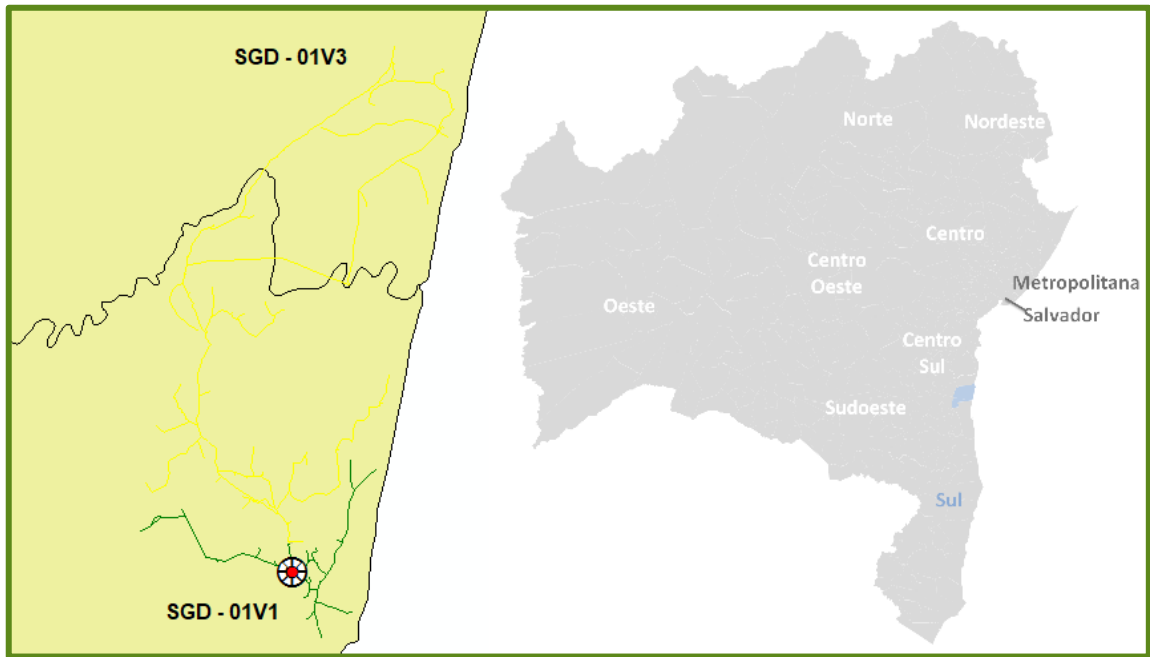 SGD - 01V3
SGD - 01V1
Norte
Nordeste
Centro
Centro
Oeste
Oeste
Metropolitana
Salvador
Centro
Sul
Sudoeste
Sul